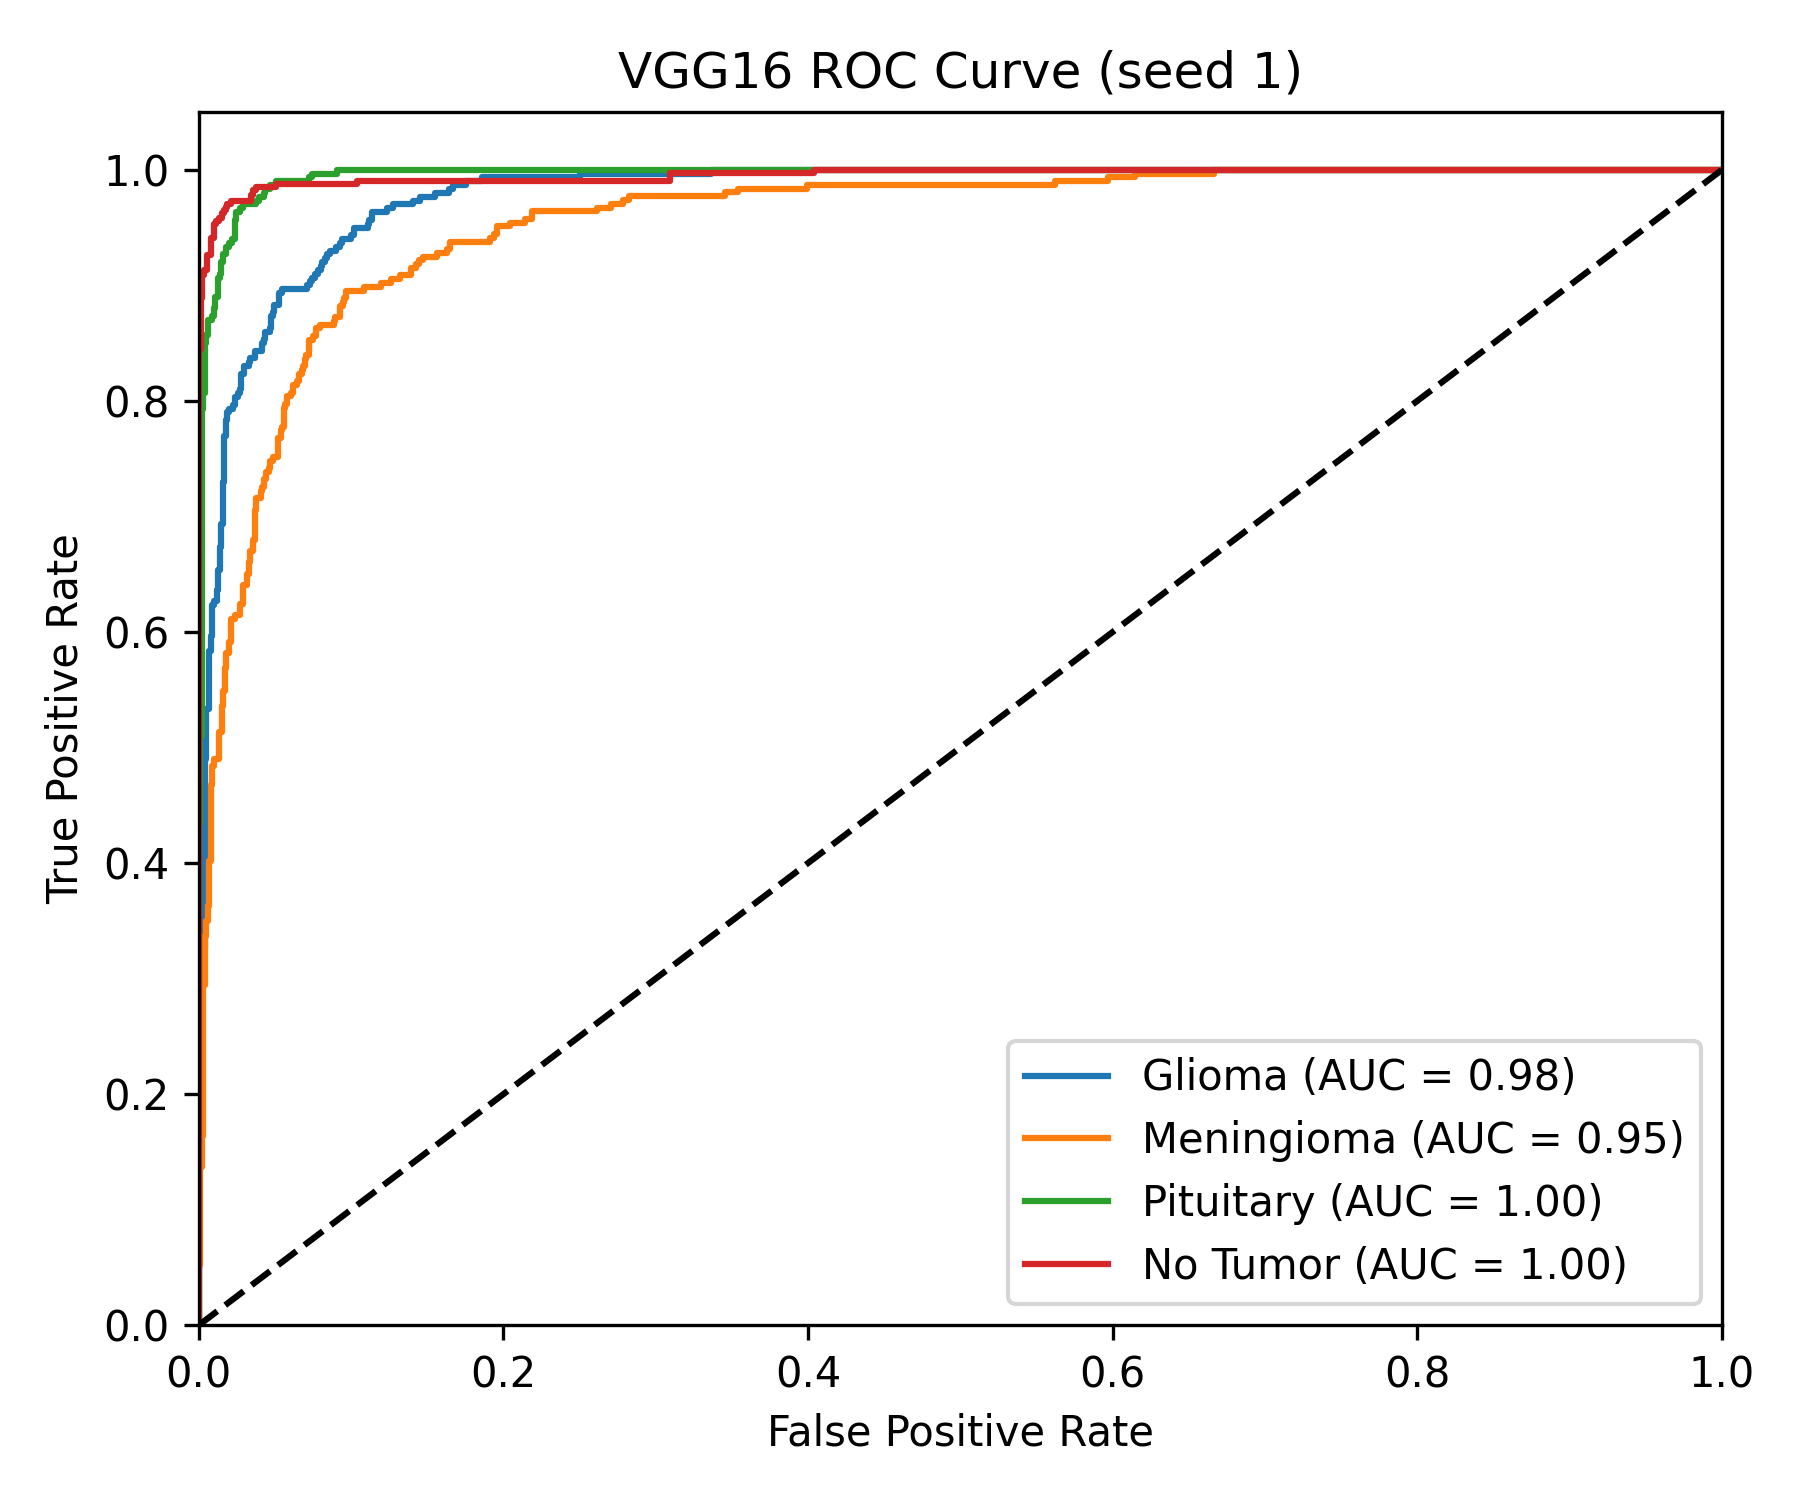 VGG16 ROC Curve (seed 1)
True Positive Rate
1.0
0.8
0.6
0.4
0.2
0.0
0.0 0.2 0.4 0.6 0.8 1.0
False Positive Rate
Glioma (AUC = 0.98)
Meningioma (AUC = 0.95)
Pituitary (AUC = 1.00)
No Tumor (AUC = 1.00)